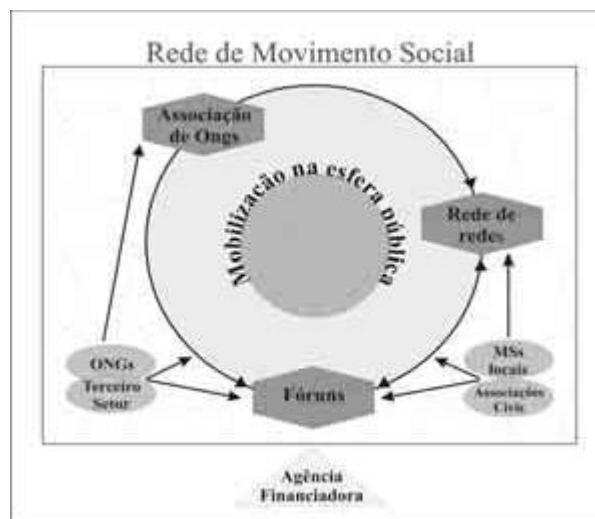 Rede de Movimento Social
Associação
de Ongs
Mobilização na esfera pública
Rede de
redes
ONGs
Terceiro
Setor
MSs
locais
Associações
Civic
Fóruns
Agência
Financiadora